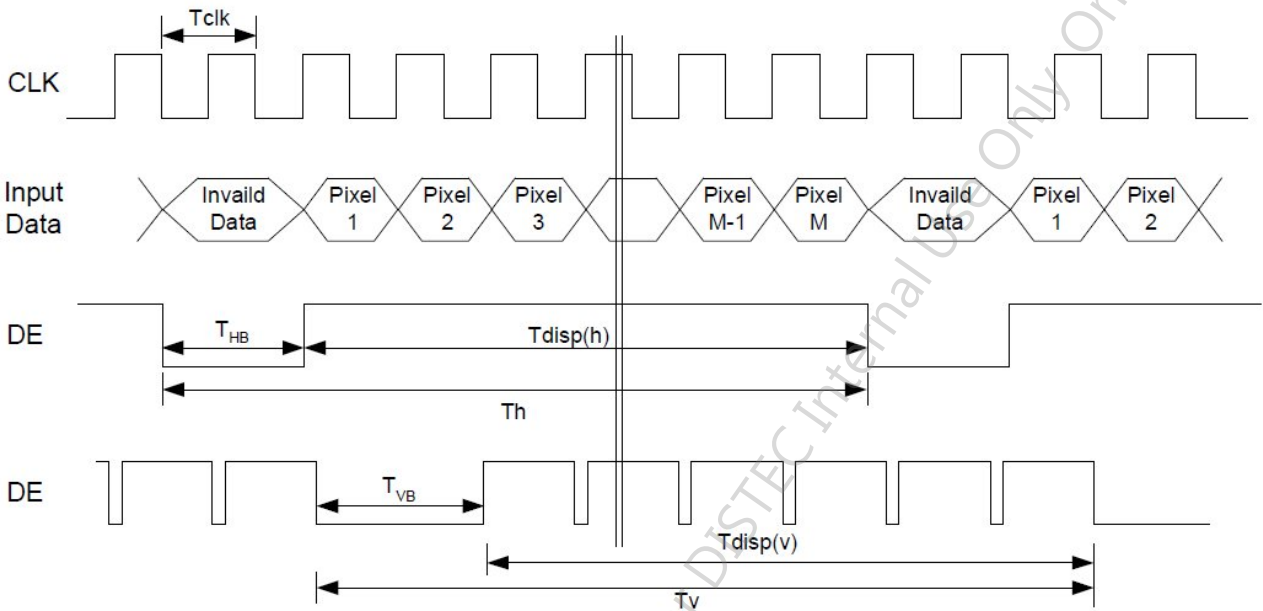 Tclk
CLK
Input
Data
Invaild
Data
Pixel
1
Pixel
2
Pixel
3
Pixel
M-1
Pixel
M
Invaild
Data
Pixel
1
Pixel
2
DE
THB
Tdisp(h)
Th
DE
TVB
Tdisp(v)
Tv
DISTEC Internal Use Only